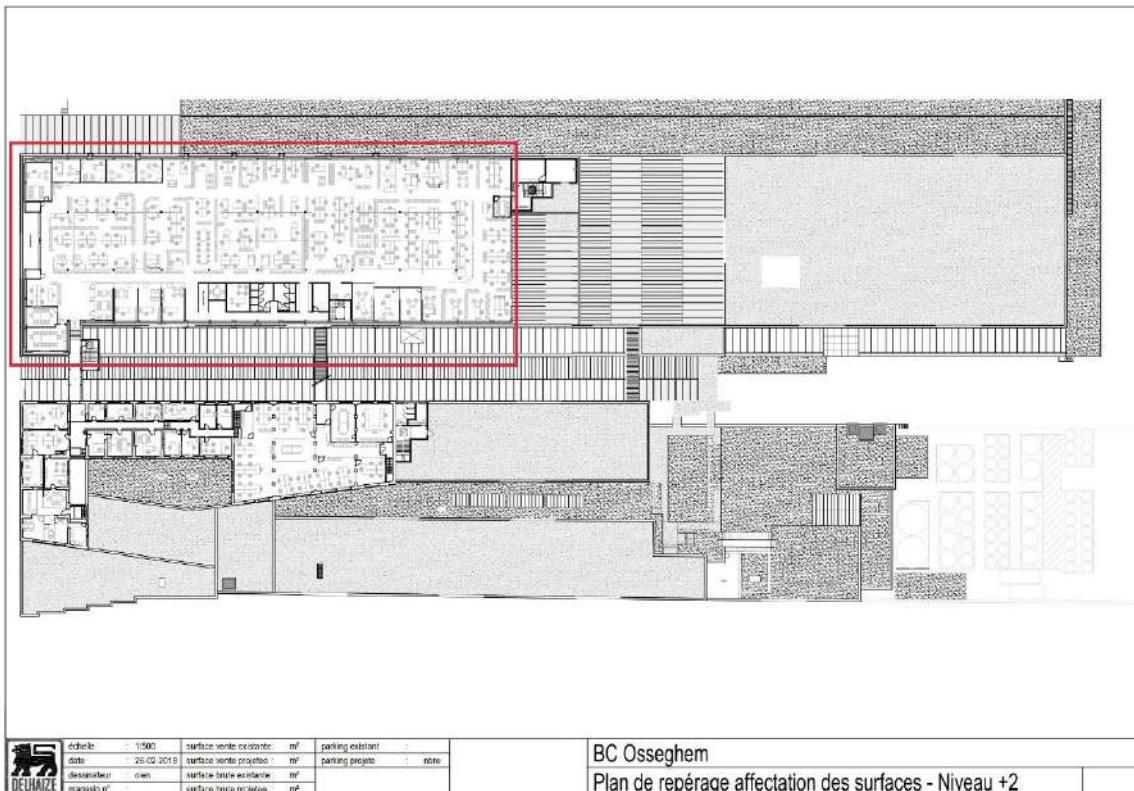 échelle : 1/500 surface vente existante: m² parking existant :
date : 26-02-2018 surface vente projetée : m² parking projeté : nbre
dessinateur : surface brute existante : m²
magasin n° : surface brute projetée : m²
DELHAIZE
BC Osseghem
Plan de repérage affectation des surfaces - Niveau +2